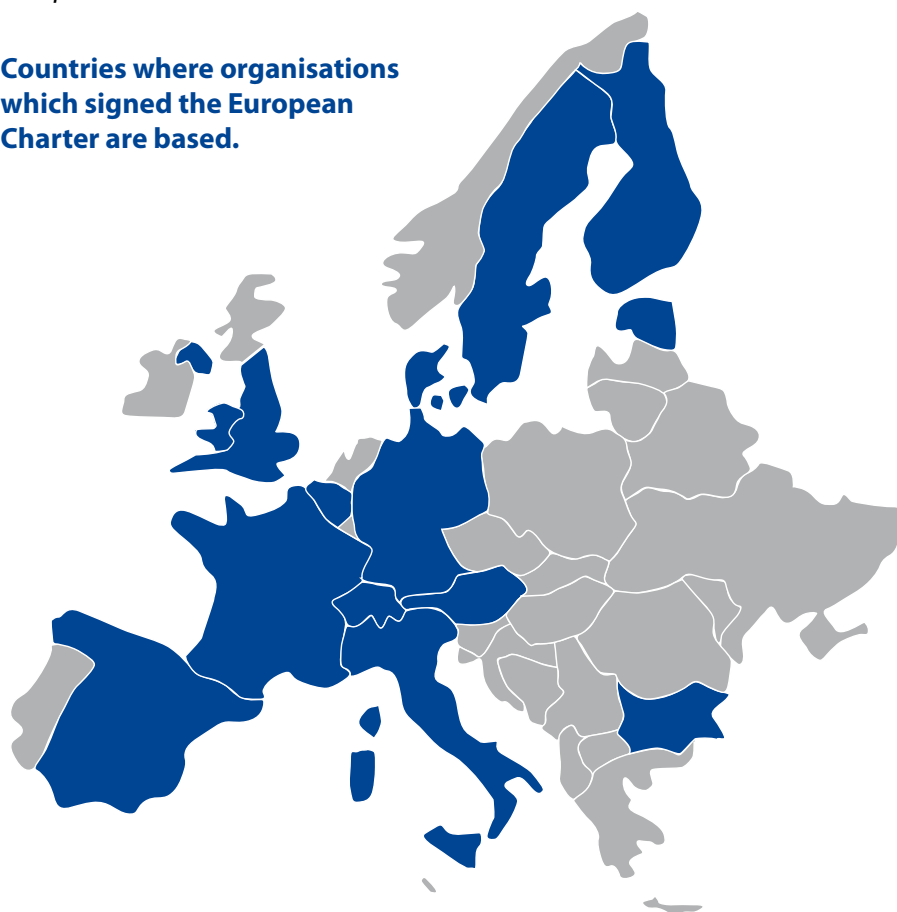 Countries where organisations
which signed the European
Charter are based.